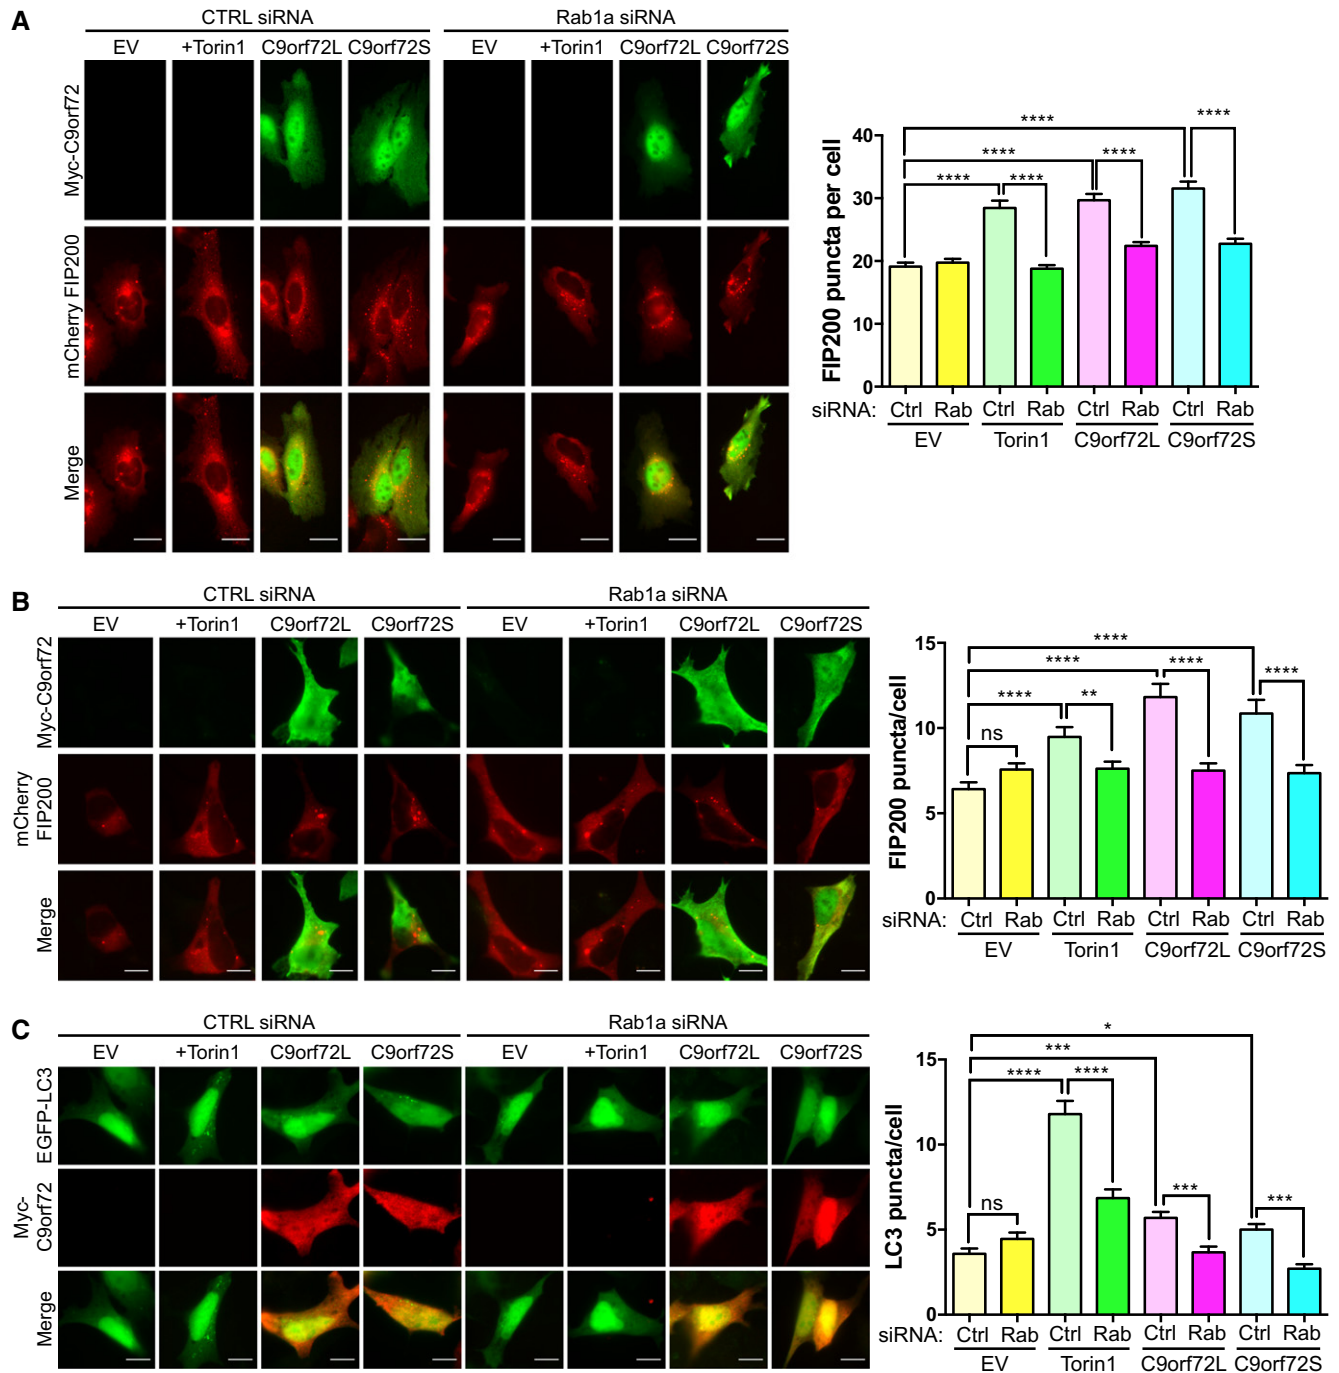 A
CTRL siRNA
Rab1a siRNA
EV +Torin1 C9orf72L C9orf72S EV +Torin1 C9orf72L C9orf72S
Myc-C9orf72
mCherry FIP200
Merge
FIP200 puncta per cell
40
30
20
10
0
**** **** **** **** **** ****
siRNA: Ctrl Rab Ctrl Rab Ctrl Rab Ctrl Rab
EV Torin1 C9orf72L C9orf72S
B
CTRL siRNA
Rab1a siRNA
EV +Torin1 C9orf72L C9orf72S EV +Torin1 C9orf72L C9orf72S
Myc-C9orf72
mCherry
FIP200
Merge
FIP200 puncta/cell
15
10
5
0
****
**** **** ****
**** **
ns
siRNA: Ctrl Rab Ctrl Rab Ctrl Rab Ctrl Rab
EV Torin1 C9orf72L C9orf72S
C
CTRL siRNA
Rab1a siRNA
EV +Torin1 C9orf72L C9orf72S EV +Torin1 C9orf72L C9orf72S
EGFP-LC3
Myc-
C9orf72
Merge
LC3 puncta/cell
15
10
5
0
*
***
**** ****
ns *** ***
siRNA: Ctrl Rab Ctrl Rab Ctrl Rab Ctrl Rab
EV Torin1 C9orf72L C9orf72S